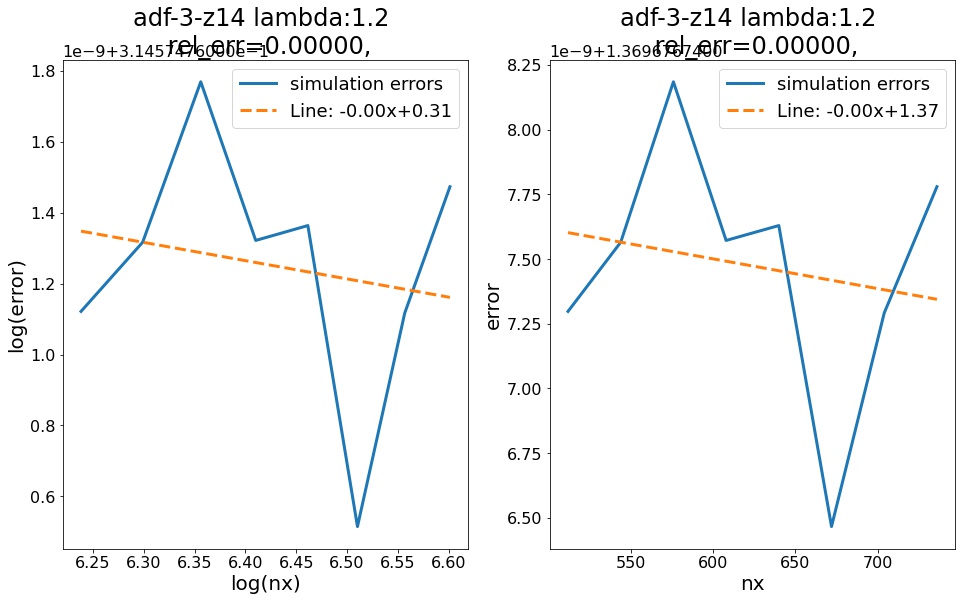 adf-3-z14 lambda:1.2
rel_err=0.00000,
1e−9+3.1457476000e−1
simulation errors
Line: -0.00x+0.31
1.8
1.6
1.4
1.2
1.0
0.8
0.6
log(error)
6.25 6.30 6.35 6.40 6.45 6.50 6.55 6.60
log(nx)
adf-3-z14 lambda:1.2
rel_err=0.00000,
1e−9+1.3696767400
simulation errors
Line: -0.00x+1.37
8.25
8.00
7.75
7.50
7.25
7.00
6.75
6.50
error
550 600 650 700
nx